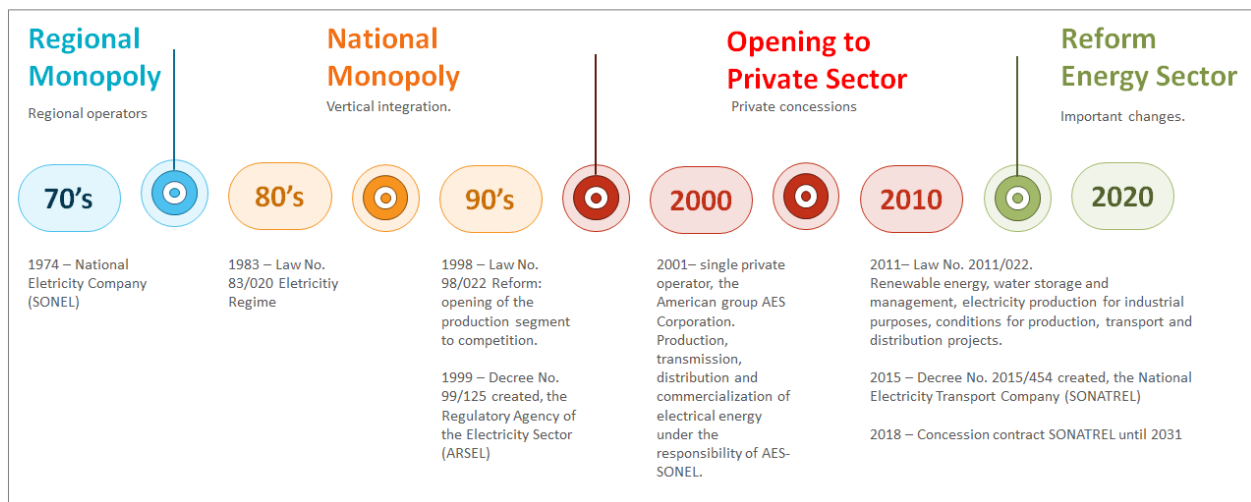 Regional
Monopoly
Regional operators
National
Monopoly
Vertical integration.
Opening to
Private Sector
Private concessions
Reform
Energy Sector
Important changes.
70's
80's
90's
2000
2010
2020
1974 – National
Eletricity Company
(SONEL)
1983 – Law No.
83/020 Eletricitiy
Regime
1998 – Law No.
98/022 Reform:
opening of the
production segment
to competition.
1999 – Decree No.
99/125 created, the
Regulatory Agency of
the Electricity Sector
(ARSEL)
2001– single private
operator, the
American group AES
Corporation.
Production,
transmission,
distribution and
commercialization of
electrical energy
under the
responsibility of AES-
SONEL.
2011– Law No. 2011/022.
Renewable energy, water storage and
management, electricity production for industrial
purposes, conditions for production, transport and
distribution projects.
2015 – Decree No. 2015/454 created, the National
Electricity Transport Company (SONATREL)
2018 – Concession contract SONATREL until 2031